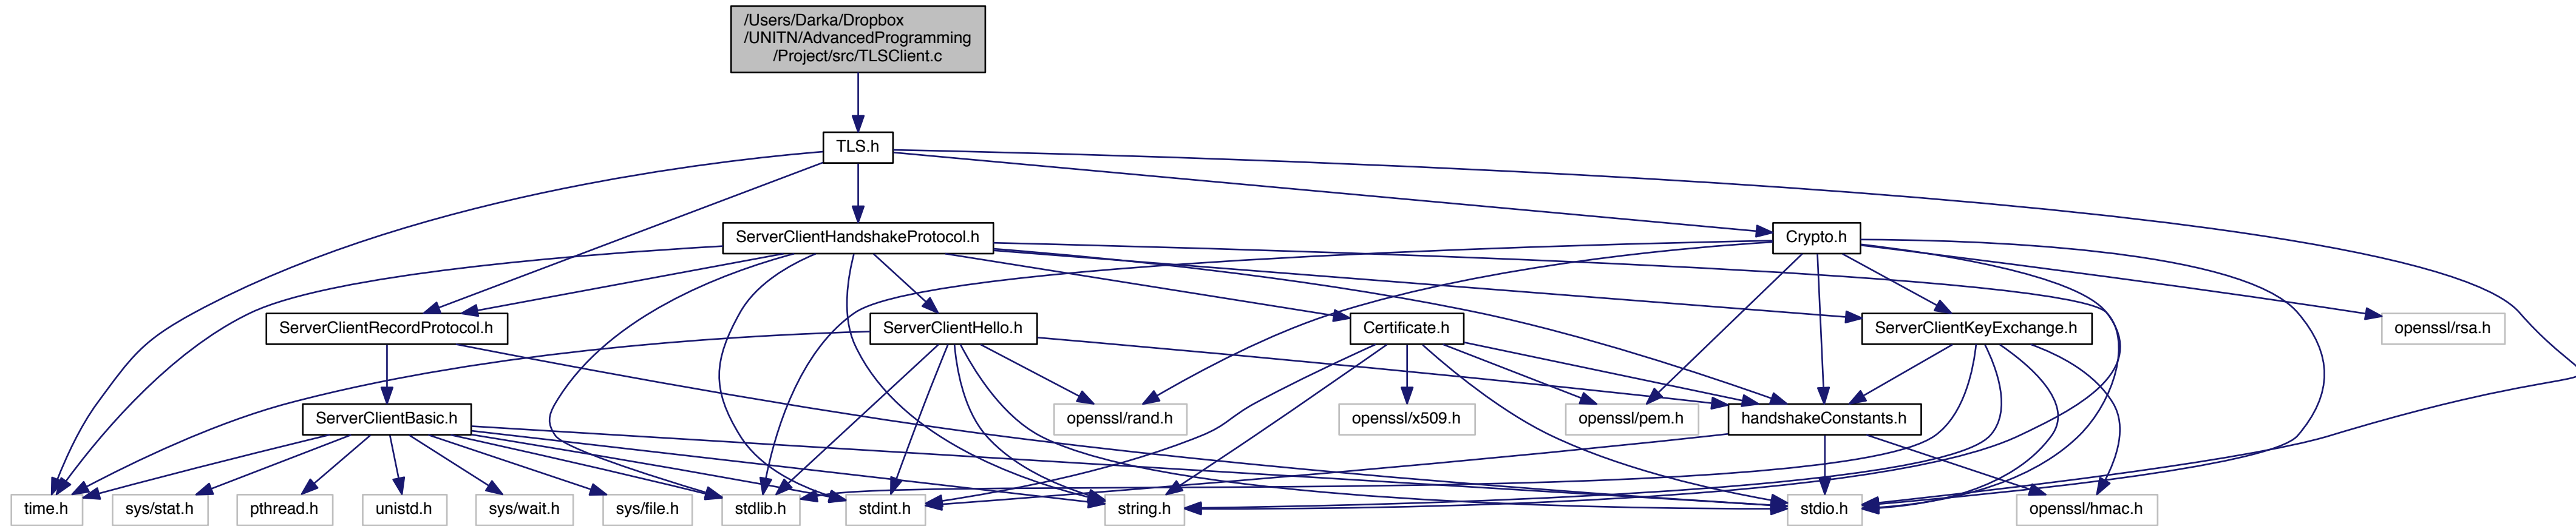 /Users/Darka/Dropbox
/UNITN/AdvancedProgramming
/Project/src/TLSClient.c
TLS.h
ServerClientHandshakeProtocol.h
Crypto.h
ServerClientRecordProtocol.h
ServerClientHello.h
Certificate.h
ServerClientKeyExchange.h
openssl/rsa.h
ServerClientBasic.h
openssl/rand.h
openssl/x509.h
openssl/pem.h
handshakeConstants.h
time.h
sys/stat.h
pthread.h
unistd.h
sys/wait.h
sys/file.h
stdlib.h
stdint.h
string.h
stdio.h
openssl/hmac.h